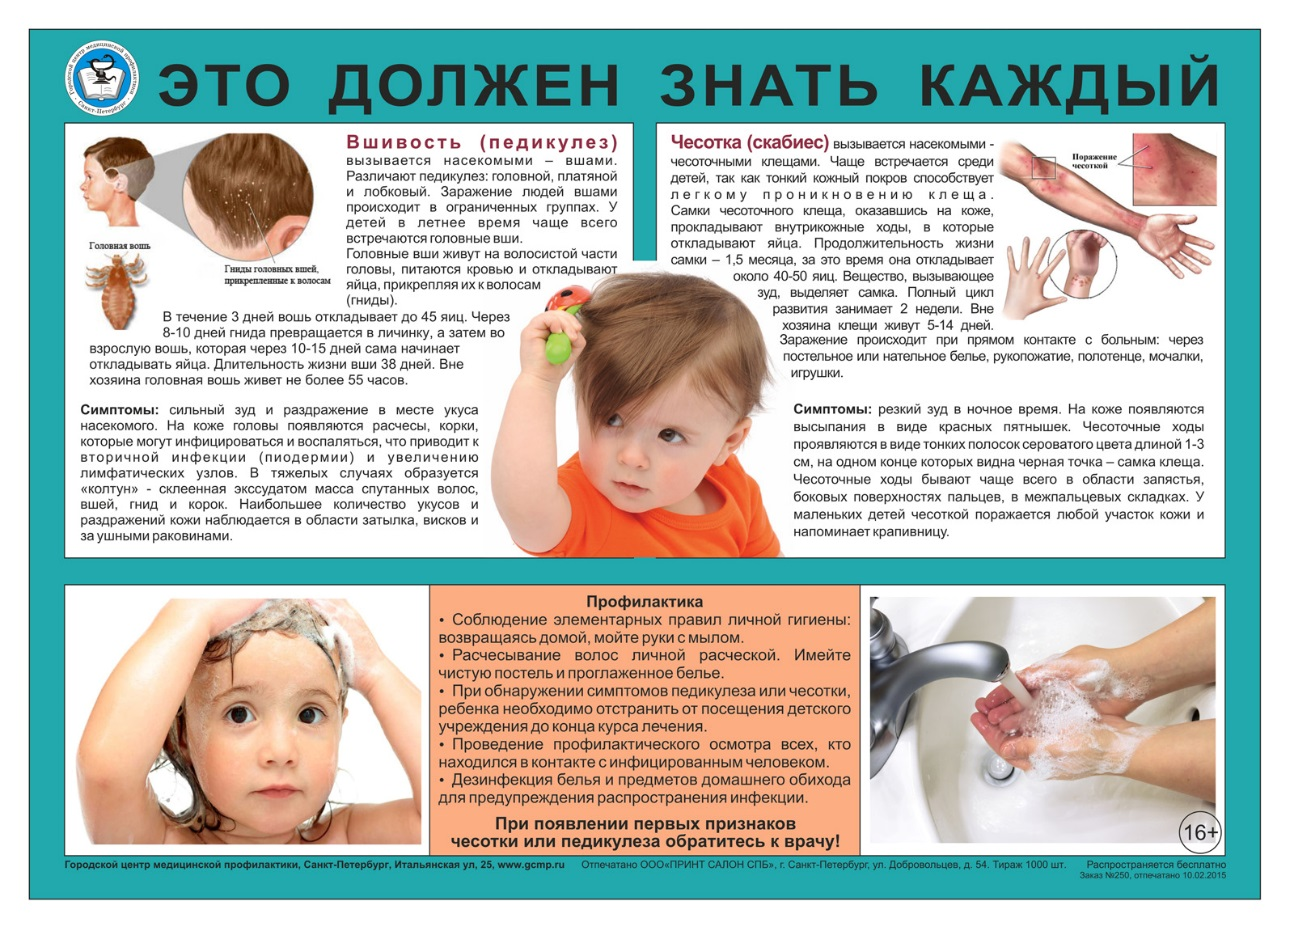 Городской центр медицинской профилактики
- Санкт-Петербург -
ЭТО ДОЛЖЕН ЗНАТЬ КАЖДЫЙ
Вшивость (педикулез)
вызывается насекомыми – вшами.
Различают педикулез: головной, платяной
и лобковый. Заражение людей вшами
происходит в ограниченных группах. У
детей в летнее время чаще всего
встречаются головные вши.
Головные вши живут на волосистой части
головы, питаются кровью и откладывают
яйца, прикрепляя их к волосам
(гниды).
Головная вошь
Гниды головных вшей,
прикрепленные к волосам
В течение 3 дней вошь откладывает до 45 яиц. Через
8-10 дней гнида превращается в личинку, а затем во
взрослую вошь, которая через 10-15 дней сама начинает
откладывать яйца. Длительность жизни вши 38 дней. Вне
хозяина головная вошь живет не более 55 часов.
Симптомы: сильный зуд и раздражение в месте укуса
насекомого. На коже головы появляются расчесы, корки,
которые могут инфицироваться и воспаляться, что приводит к
вторичной инфекции (пиодермии) и увеличению
лимфатических узлов. В тяжелых случаях образуется
«колтун» - склеенная экссудатом масса спутанных волос,
вшей, гнид и корок. Наибольшее количество укусов и
раздражений кожи наблюдается в области затылка, висков и
за ушными раковинами.
Чесотка (скабиес) вызывается насекомыми -
чесоточными клещами. Чаще встречается среди
детей, так как тонкий кожный покров способствует
легкому проникновению клеща.
Самки чесоточного клеща, оказавшись на коже,
прокладывают внутрикожные ходы, в которые
откладывают яйца. Продолжительность жизни
самки – 1,5 месяца, за это время она откладывает
около 40-50 яиц. Вещество, вызывающее
зуд, выделяет самка. Полный цикл
развития занимает 2 недели. Вне
хозяина клещи живут 5-14 дней.
Заражение происходит при прямом контакте с больным: через
постельное или нательное белье, рукопожатие, полотенце, мочалки,
игрушки.
Поражение
чесоткой
Симптомы: резкий зуд в ночное время. На коже появляются
высыпания в виде красных пятнышек. Чесоточные ходы
проявляются в виде тонких полосок сероватого цвета длиной 1-3
см, на одном конце которых видна черная точка – самка клеща.
Чесоточные ходы бывают чаще всего в области запястья,
боковых поверхностях пальцев, в межпальцевых складках. У
маленьких детей чесоткой поражается любой участок кожи и
напоминает крапивницу.
Профилактика
• Соблюдение элементарных правил личной гигиены:
возвращаясь домой, мойте руки с мылом.
• Расчесывание волос личной расческой. Имейте
чистую постель и проглаженное белье.
• При обнаружении симптомов педикулеза или чесотки,
ребенка необходимо отстранить от посещения детского
учреждения до конца курса лечения.
• Проведение профилактического осмотра всех, кто
находился в контакте с инфицированным человеком.
• Дезинфекция белья и предметов домашнего обихода
для предупреждения распространения инфекции.
При появлении первых признаков
чесотки или педикулеза обратитесь к врачу!
16+
Городской центр медицинской профилактики, Санкт-Петербург, Итальянская ул, 25, www.gcmp.ru Отпечатано ООО«ПРИНТ САЛОН СПБ», г. Санкт-Петербург, ул. Добровольцев, д. 54. Тираж 1000 шт. Распространяется бесплатно
Заказ №250, отпечатано 10.02.2015